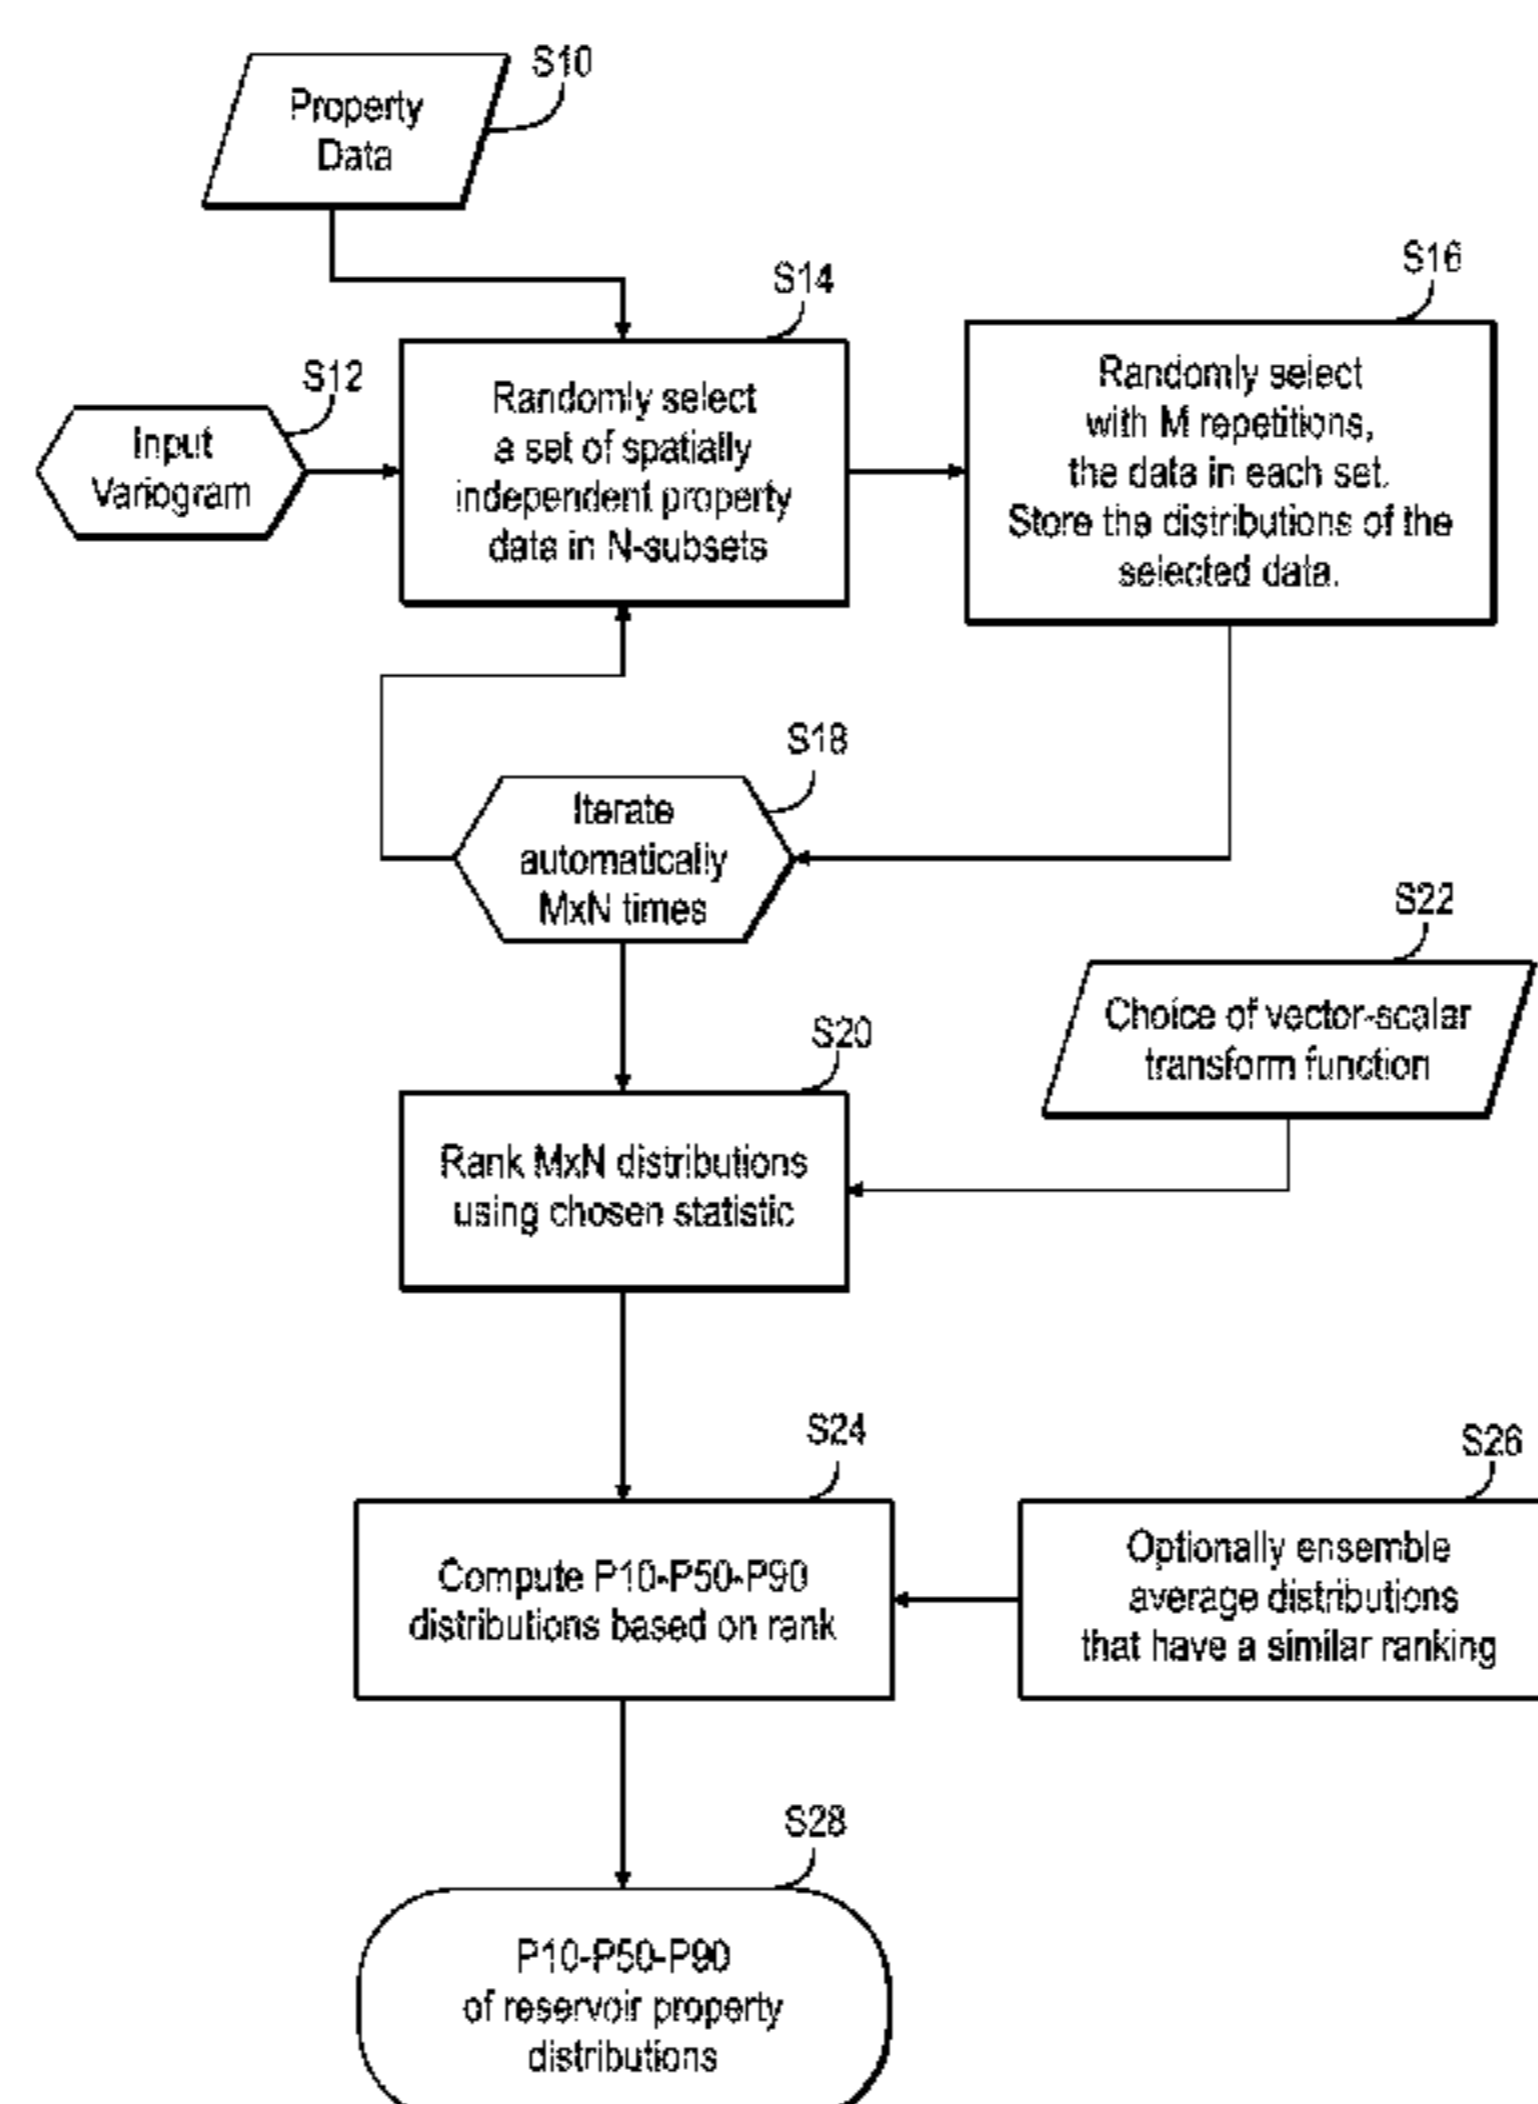 S10
Property
Data
S14
S16
S12
Input
Variogram
Randomly select
a set of spatially
independent property
data in N-subsets
Randomly select
with M repetitions,
the data in each set.
Store the distributions of the
selected data.
S18
Iterate
automatically
MxN times
S22
Choice of vector-scalar
transform function
S20
Rank MxN distributions
using chosen statistic
S24
S26
Compute P10-P50-P90
distributions based on rank
Optionally ensemble
average distributions
that have a similar ranking
S28
P10-P50-P90
of reservoir property
distributions